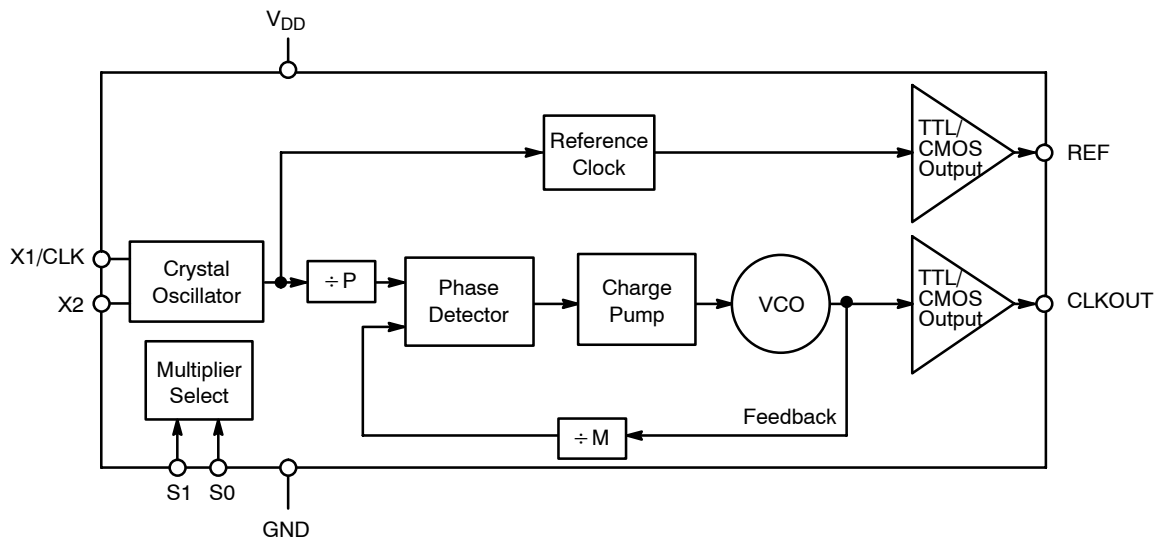 VDD
TTL/
CMOS
Output
REF
Reference
Clock
X1/CLK
X2
Crystal
Oscillator
÷ P
Phase
Detector
Charge
Pump
VCO
TTL/
CMOS
Output
CLKOUT
Multiplier
Select
Feedback
÷ M
S1
S0
GND